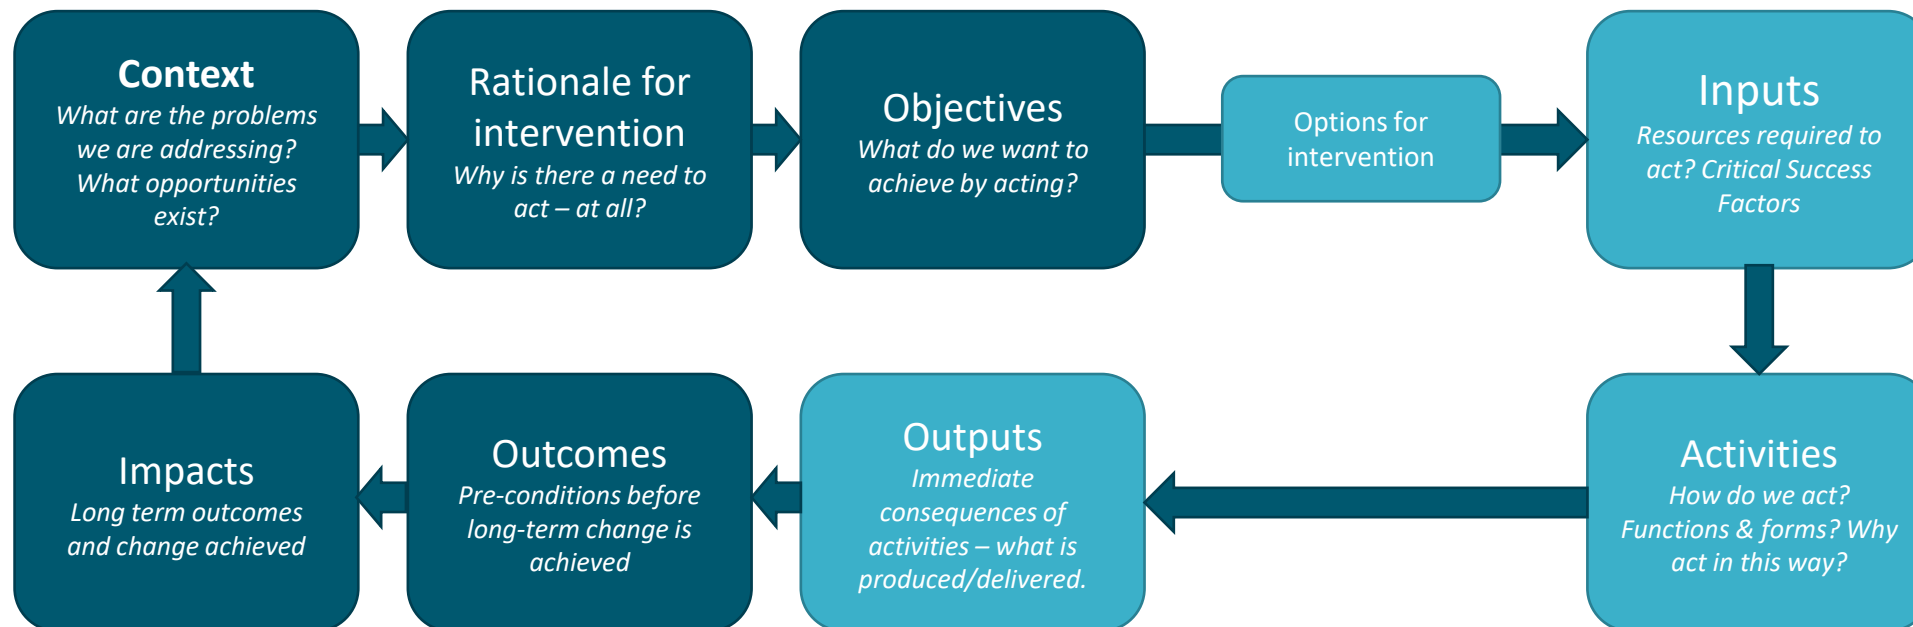 Context
What are the problems
we are addressing?
What opportunities
exist?
Rationale for
intervention
Why is there a need to
act – at all?
Objectives
What do we want to
achieve by acting?
Options for
intervention
Inputs
Resources required to
act? Critical Success
Factors
Impacts
Long term outcomes
and change achieved
Outcomes
Pre-conditions before
long-term change is
achieved
Outputs
Immediate
consequences of
activities – what is
produced/delivered.
Activities
How do we act?
Functions & forms? Why
act in this way?